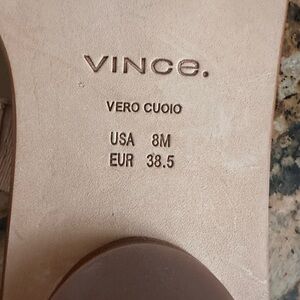 VINCE.
VERO CUOIO
USA 8M
EUR 38.5